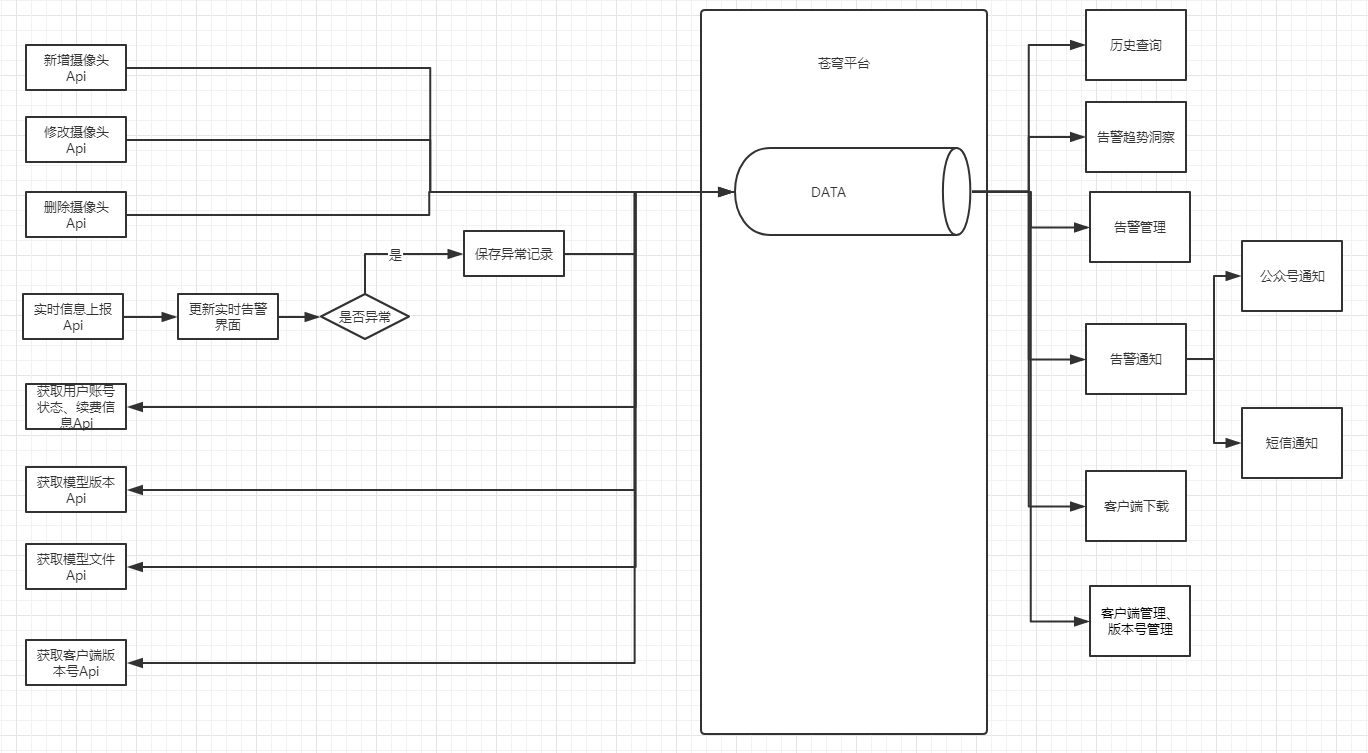 新增摄像头
Api
修改摄像头
Api
删除摄像头
Api
实时信息上报
Api
更新实时告警
界面
是否异常
是
保存异常记录
获取用户账号
状态、续费信
息Api
获取模型版本
Api
获取模型文件
Api
获取客户端版
本号Api
苍穹平台
DATA
历史查询
告警趋势洞察
告警管理
告警通知
公众号通知
短信通知
客户端下载
客户端管理、
版本号管理